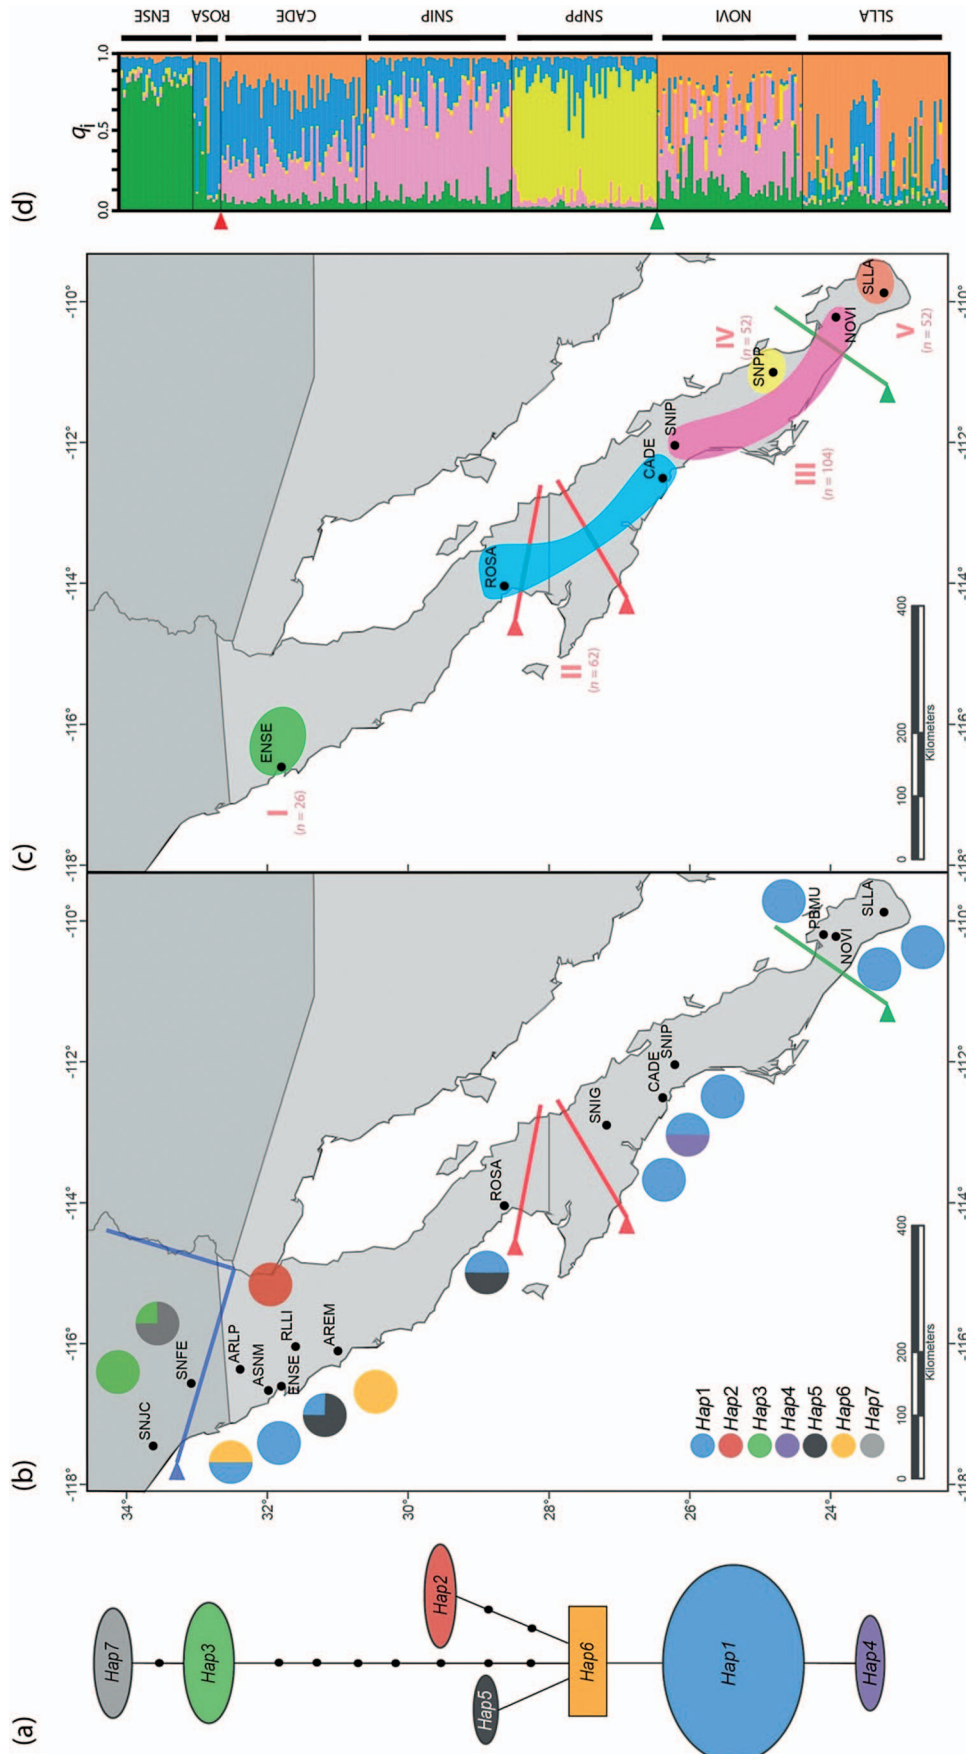 (a)
Hap7
Hap3
Hap2
Hap5
Hap6
Hap1
Hap4
(b)
-118°
-116°
-114°
-112°
-110°
34°
32°
30°
28°
26°
24°
SNJC
SNFE
ARLP
ASNM
ENSE
RLLI
AREM
ROSA
SNIG
CADE
SNIP
PBMU
NOVI
SLLA
Hap1
Hap2
Hap3
Hap4
Hap5
Hap6
Hap7
0 100 200 400
Kilometers
(c)
-118°
-116°
-114°
-112°
-110°
ENSE
I
(n = 26)
ROSA
II
(n = 62)
CADE
SNIP
III
(n = 104)
SNPP
IV
(n = 52)
NOVI
SLLA
V
(n = 52)
0 100 200 400
Kilometers
(d)
qi
1.0
0.5
0.0
ENSE
ROSA
CADE
SNIP
SNPP
NOVI
SLLA